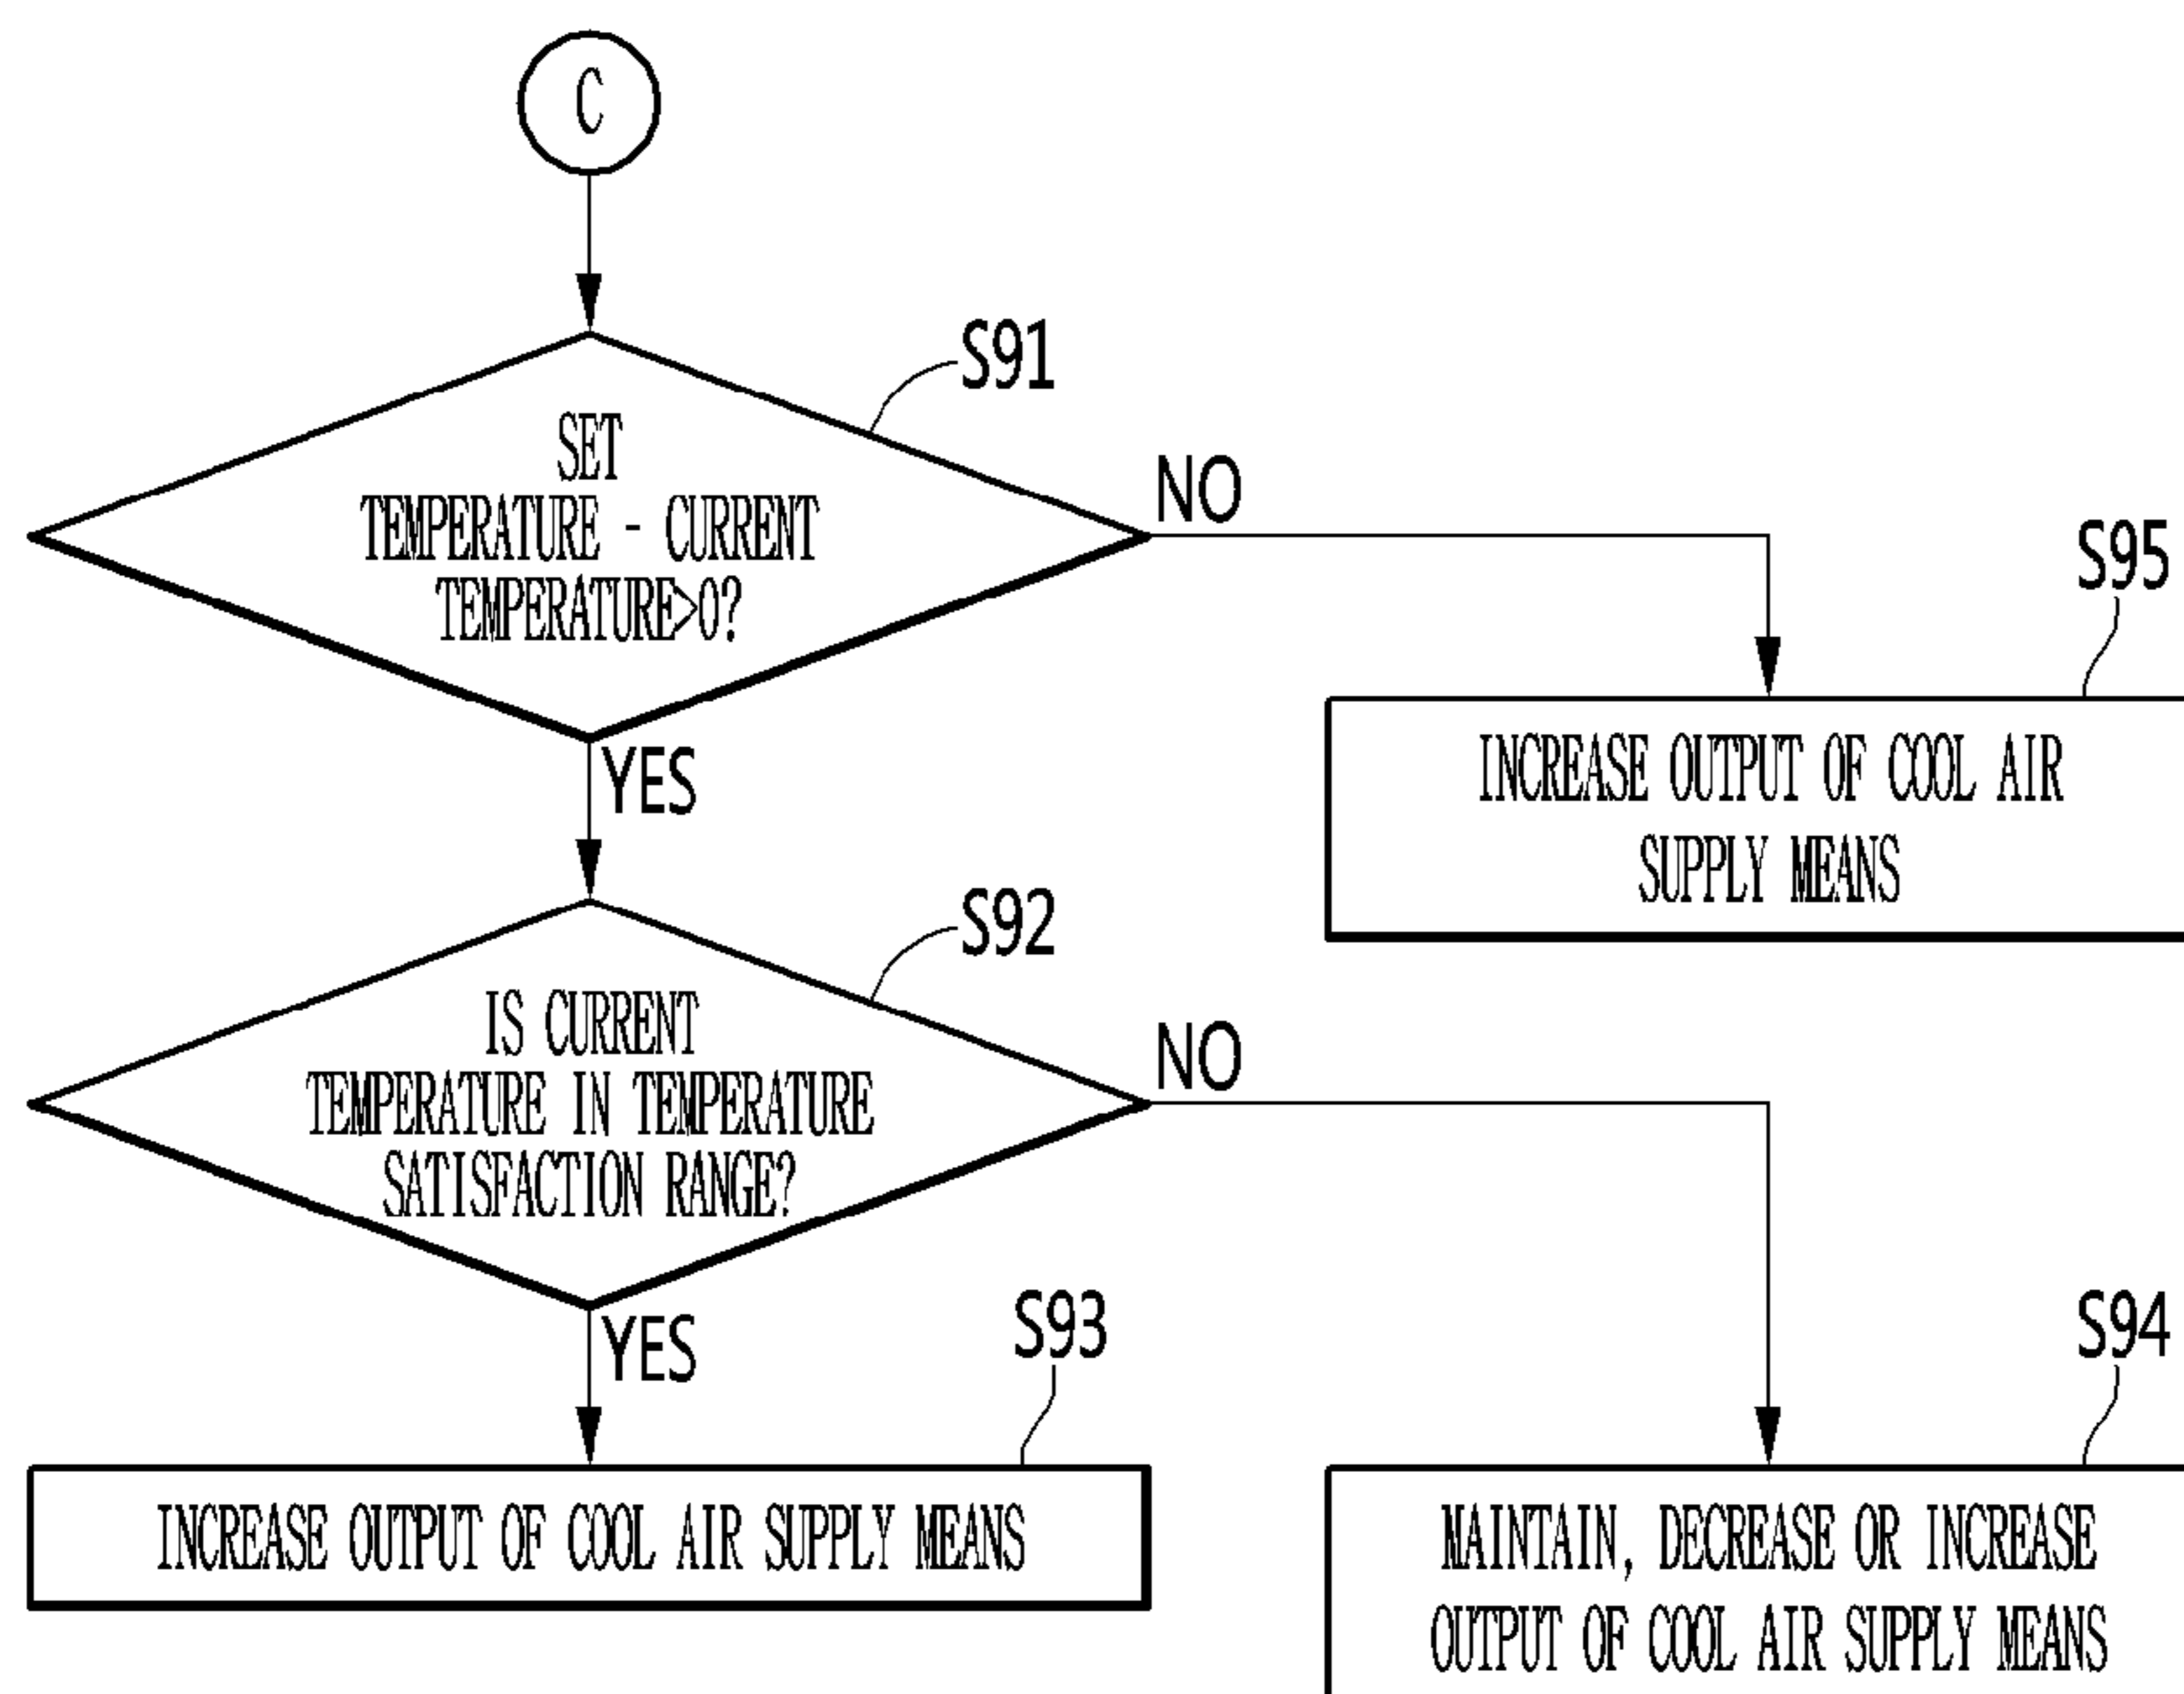 C
S91
SET
TEMPERATURE - CURRENT
TEMPERATURE>0?
NO
YES
S95
INCREASE OUTPUT OF COOL AIR
SUPPLY MEANS
S92
IS CURRENT
TEMPERATURE IN TEMPERATURE
SATISFACTION RANGE?
NO
YES
S93
INCREASE OUTPUT OF COOL AIR SUPPLY MEANS
S94
MAINTAIN, DECREASE OR INCREASE
OUTPUT OF COOL AIR SUPPLY MEANS